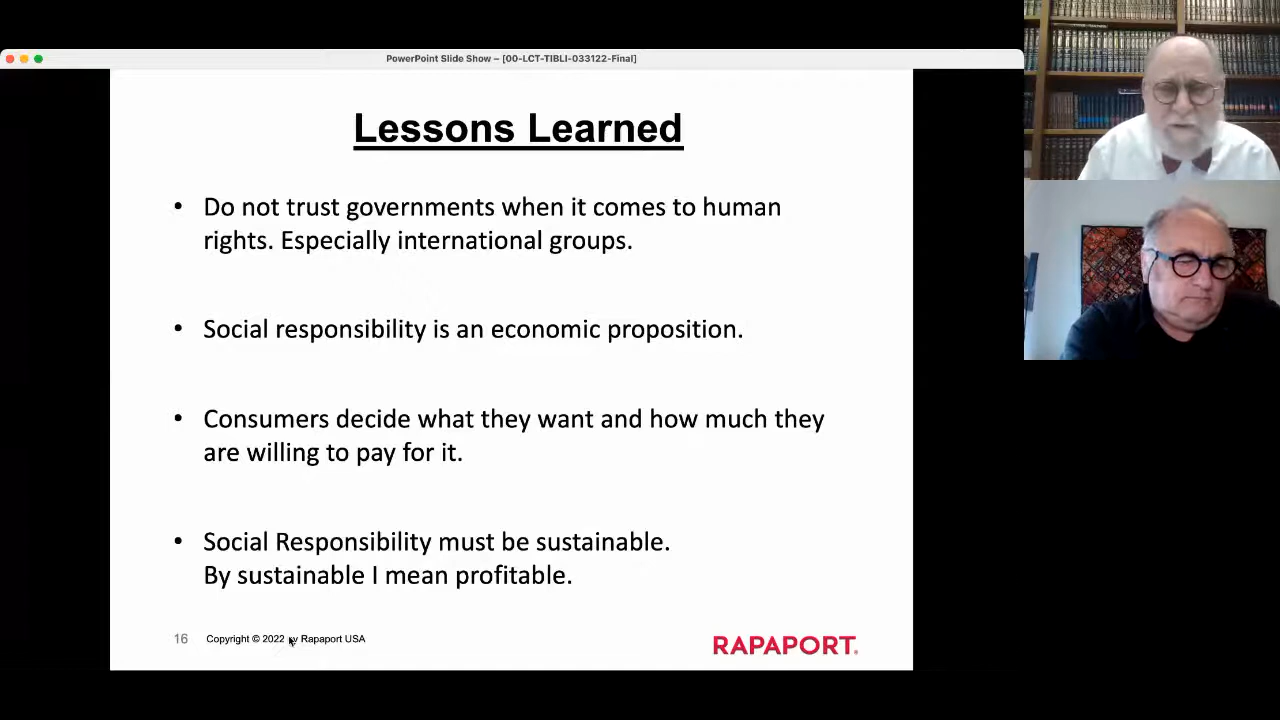 PowerPoint Slide Show – [00-LCT-TIBLI-033122-Final]
Lessons Learned
• Do not trust governments when it comes to human
rights. Especially international groups.
• Social responsibility is an economic proposition.
• Consumers decide what they want and how much they
are willing to pay for it.
• Social Responsibility must be sustainable.
By sustainable I mean profitable.
16 Copyright © 2022 by Rapaport USA
RAPAPORT®